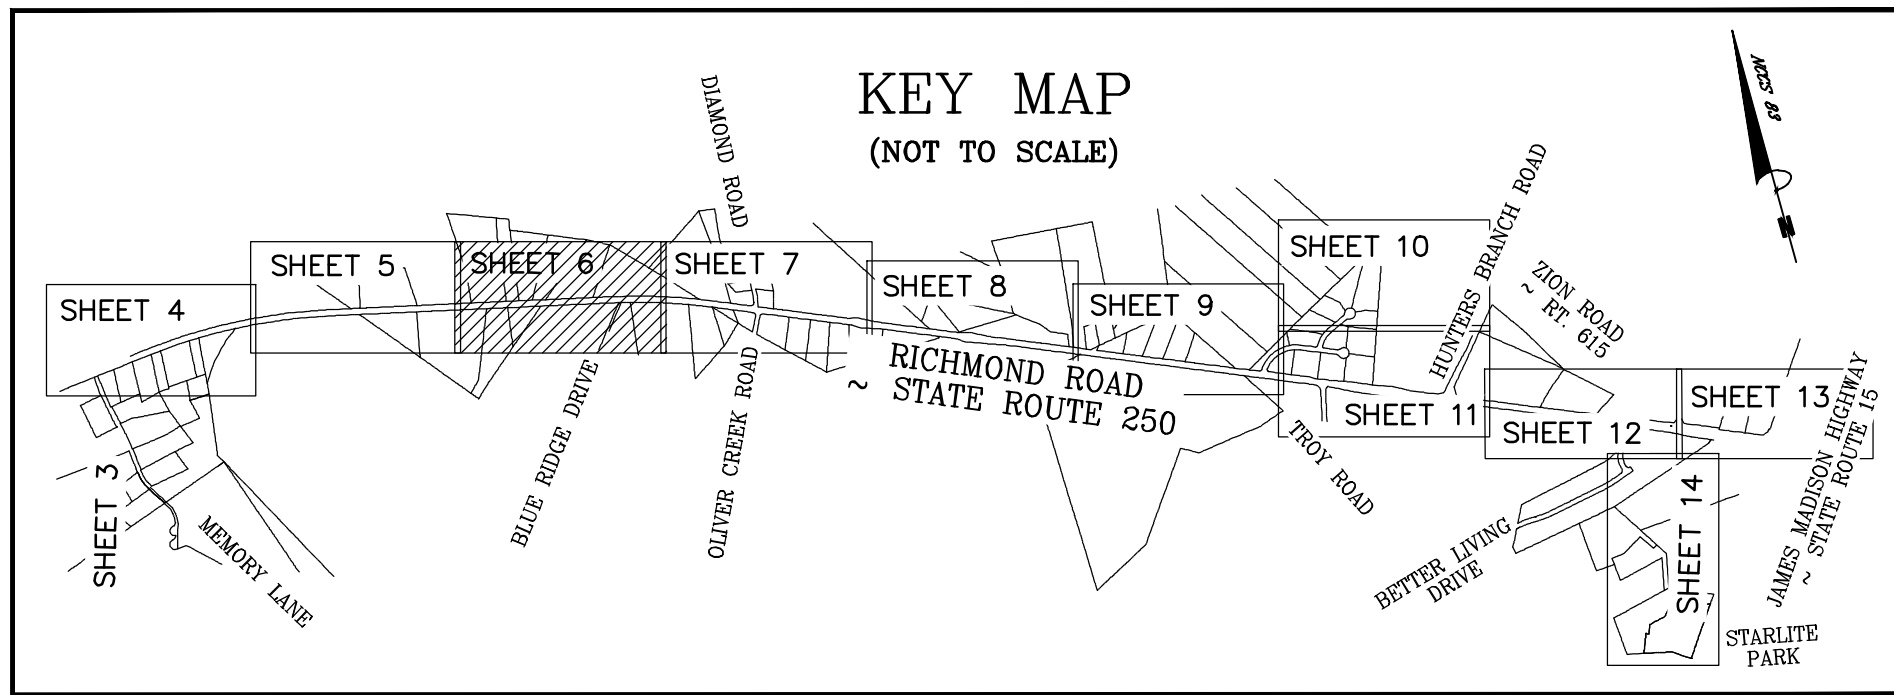 KEY MAP
(NOT TO SCALE)
DIAMOND ROAD
SHEET 4
SHEET 5
SHEET 6
SHEET 7
SHEET 8
SHEET 9
SHEET 10
HUNTERS BRANCH ROAD
ZION ROAD
~ RT. 615
N
RICHMOND ROAD
~ STATE ROUTE 250
SHEET 11
SHEET 12
SHEET 13
JAMES MADISON HIGHWAY
~ STATE ROUTE 15
SHEET 3
MEMORY LANE
BLUE RIDGE DRIVE
OLIVER CREEK ROAD
TROY ROAD
BETTER LIVING
DRIVE
SHEET 14
STARLITE
PARK